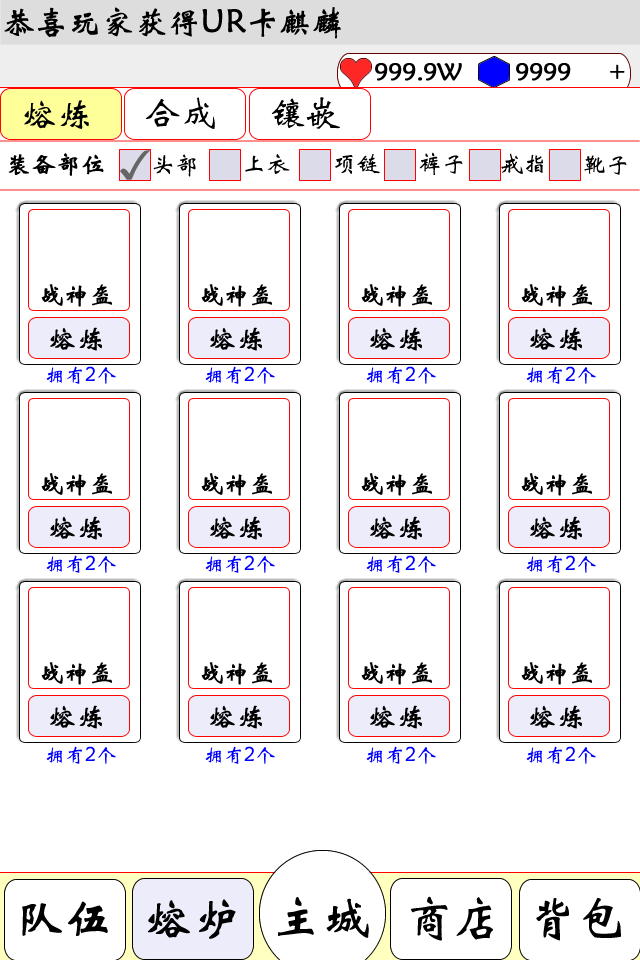 恭喜玩家获得UR卡麒麟
999.9W 9999 +
熔炼 合成 镶嵌
装备部位 头部 上衣 项链 裤子 戒指 靴子
战神盔 战神盔 战神盔 战神盔
熔炼 熔炼 熔炼 熔炼
拥有2个 拥有2个 拥有2个 拥有2个
战神盔 战神盔 战神盔 战神盔
熔炼 熔炼 熔炼 熔炼
拥有2个 拥有2个 拥有2个 拥有2个
战神盔 战神盔 战神盔 战神盔
熔炼 熔炼 熔炼 熔炼
拥有2个 拥有2个 拥有2个 拥有2个
队伍 熔炉 主城 商店 背包